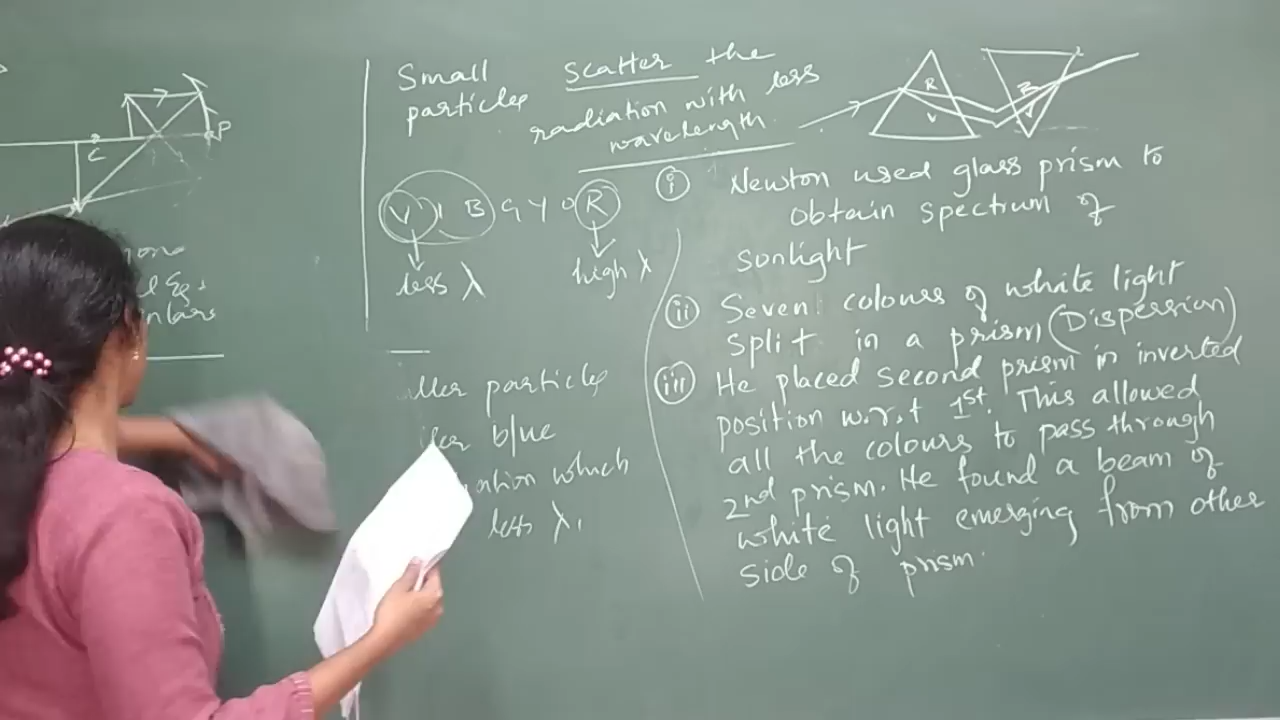 C
P
Small
particles
Scatter the
radiation with less
wavelength
V I B G Y O R
less λ
high λ
particles
blue
which
less λ.
R
V
R
V
(i) Newton used glass prism to
obtain spectrum of
sunlight
(ii) Seven colours of white light
split in a prism (Dispersion)
(iii) He placed second prism in inverted
position w.r.t 1st. This allowed
all the colours to pass through
2nd prism. He found a beam of
white light emerging from other
side of prism.